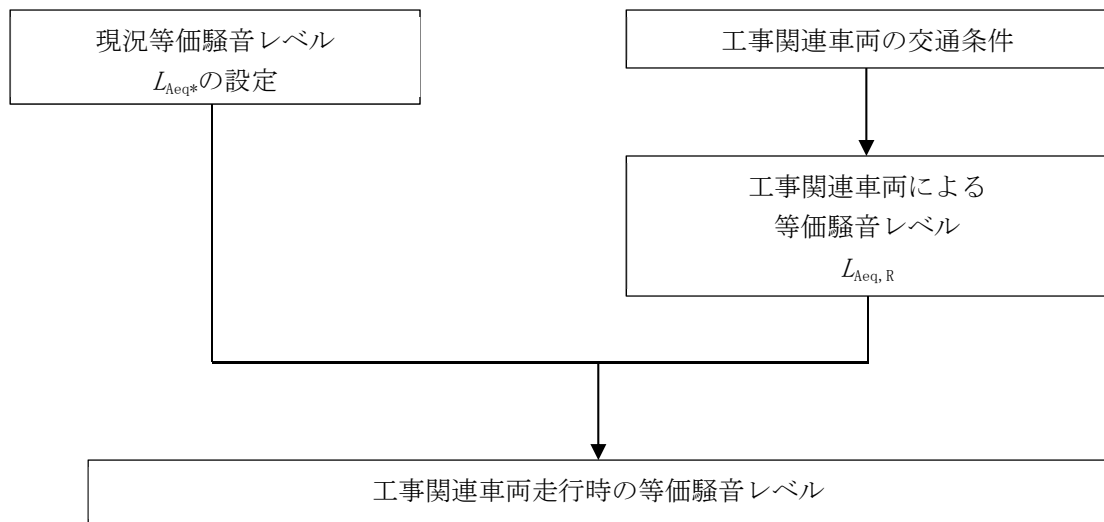 現況等価騒音レベル
L_Aeq*の設定
工事関連車両の交通条件
工事関連車両による
等価騒音レベル
L_Aeq,R
工事関連車両走行時の等価騒音レベル